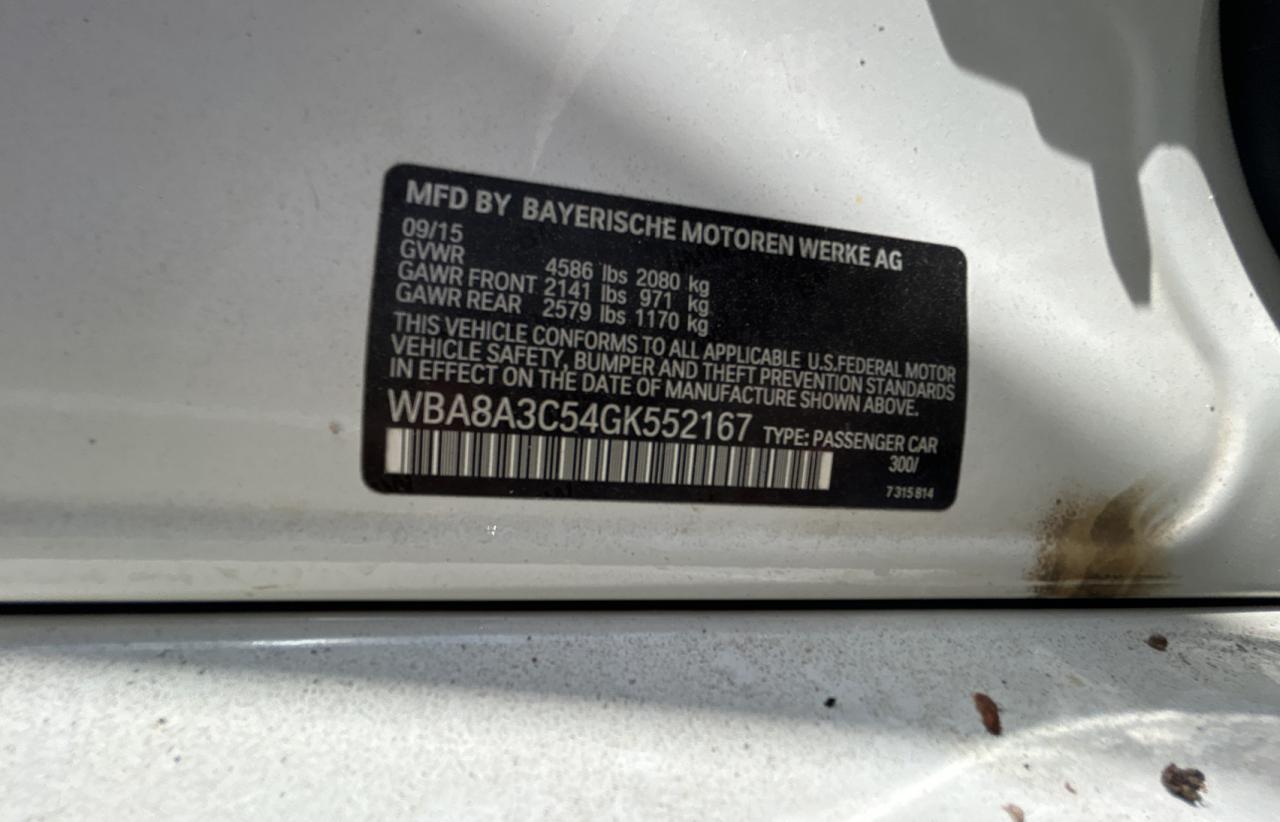 MFD BY BAYERISCHE MOTOREN WERKE AG
09/15
GVWR 4586 lbs 2080 kg
GAWR FRONT 2141 lbs 971 kg
GAWR REAR 2579 lbs 1170 kg
THIS VEHICLE CONFORMS TO ALL APPLICABLE U.S.FEDERAL MOTOR
VEHICLE SAFETY, BUMPER AND THEFT PREVENTION STANDARDS
IN EFFECT ON THE DATE OF MANUFACTURE SHOWN ABOVE.
WBA8A3C54GK552167 TYPE: PASSENGER CAR
300/
7315814